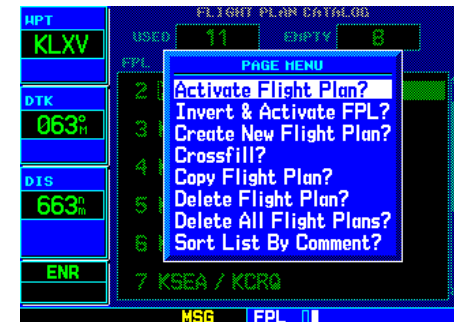 WPT
KLXV
DTK
063°M
DIS
663nm
ENR
FLIGHT PLAN CATALOG
USED 11 EMPTY 8
FPL
PAGE MENU
Activate Flight Plan?
Invert & Activate FPL?
Create New Flight Plan?
Crossfill?
Copy Flight Plan?
Delete Flight Plan?
Delete All Flight Plans?
Sort List By Comment?
2
3
4
5
6
7 KSEA / KCRQ
MSG FPL